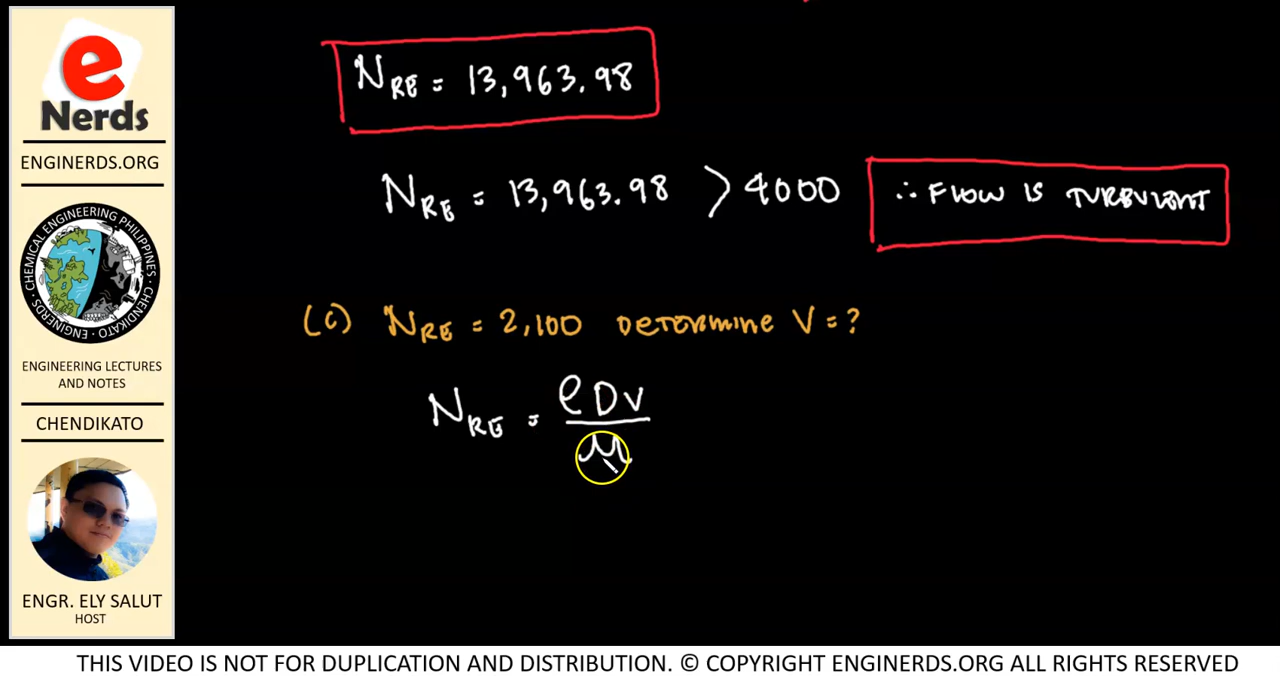 e
Nerds
ENGINERDS.ORG
CHEMICAL ENGINEERING PHILIPPINES
CHENDIKATO
ENGINERDS
ENGINEERING LECTURES
AND NOTES
CHENDIKATO
ENGR. ELY SALUT
HOST
NRE = 13,963.98
NRE = 13,963.98 > 4000 ∴ FLOW IS TURBULENT
(C) NRE = 2,100 DETERMINE V = ?
NRE = ρDV
μ
THIS VIDEO IS NOT FOR DUPLICATION AND DISTRIBUTION. © COPYRIGHT ENGINERDS.ORG ALL RIGHTS RESERVED